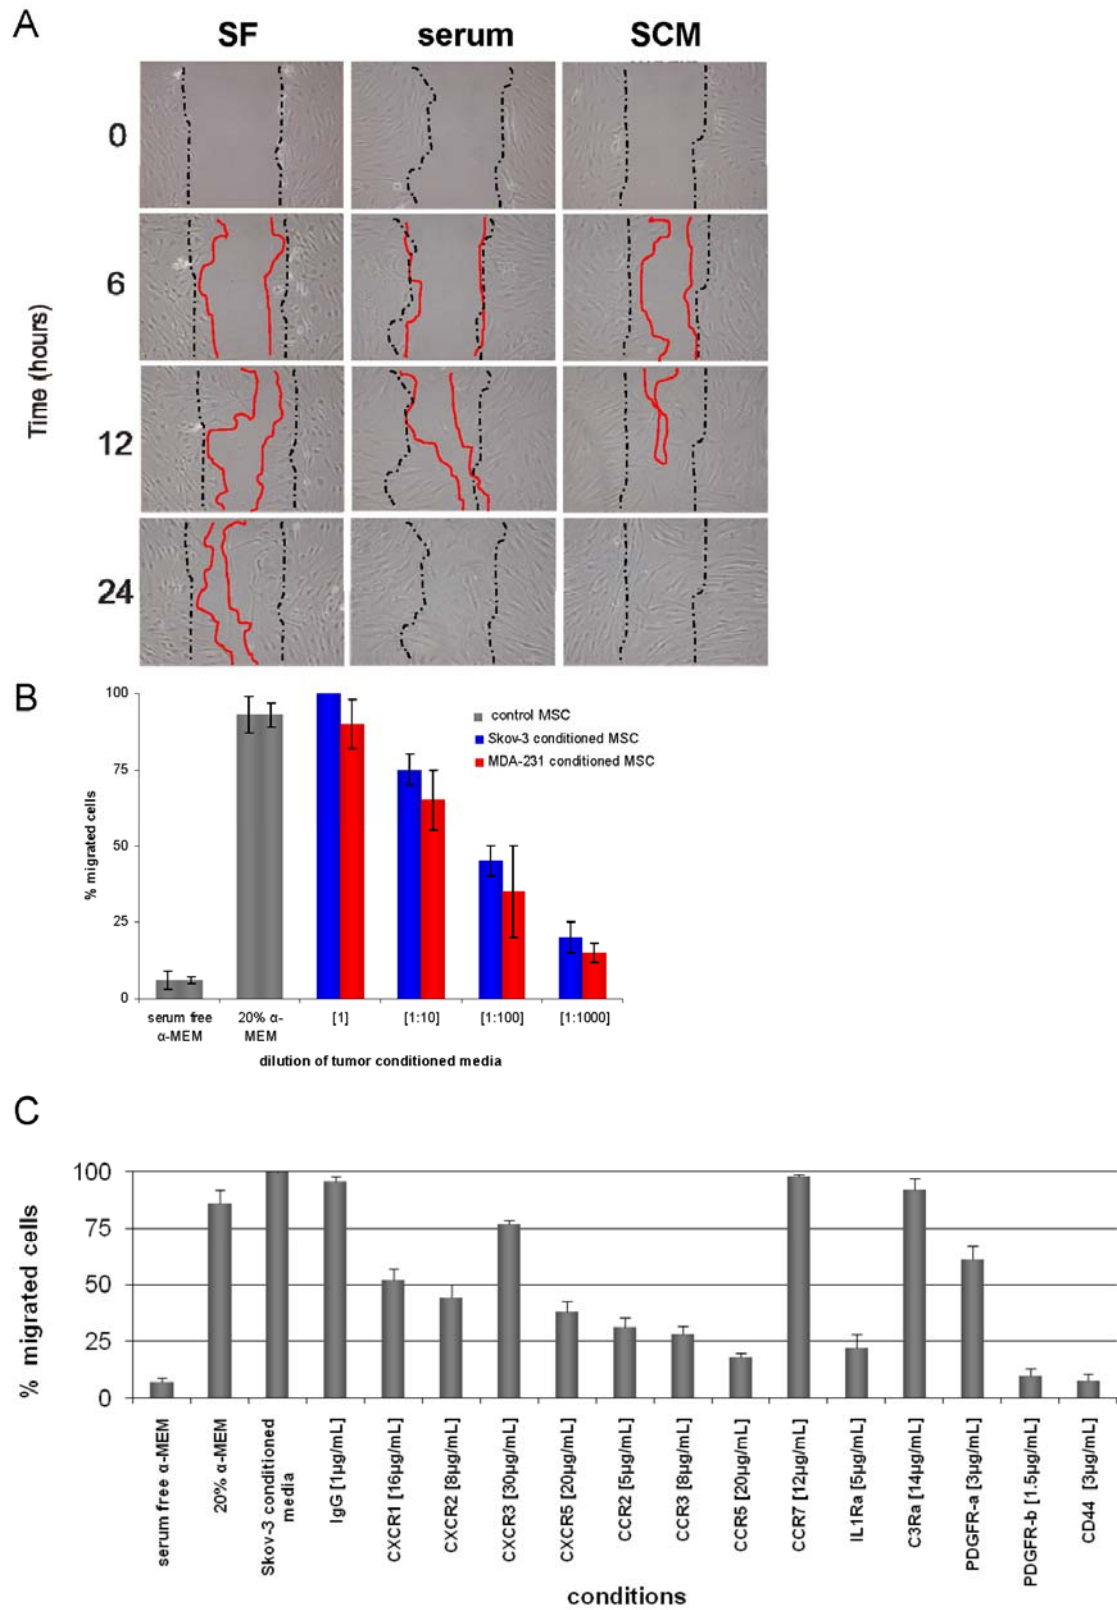 A
SF serum SCM
0
6
12
24
Time (hours)
B
100
75
50
25
0
% migrated cells
control MSC
Skov-3 conditioned MSC
MDA-231 conditioned MSC
serum free α-MEM
20% α-MEM
[1]
[1:10]
[1:100]
[1:1000]
dilution of tumor conditioned media
C
100
75
50
25
0
% migrated cells
serum free α-MEM
20% α-MEM
Skov-3 conditioned
media
IgG [1µg/mL]
CXCR1 [16µg/mL]
CXCR2 [8µg/mL]
CXCR3 [30µg/mL]
CXCR5 [20µg/mL]
CCR2 [5µg/mL]
CCR3 [8µg/mL]
CCR5 [20µg/mL]
CCR7 [12µg/mL]
IL1Ra [5µg/mL]
C3Ra [14µg/mL]
PDGFR-a [3µg/mL]
PDGFR-b [1.5µg/mL]
CD44 [3µg/mL]
conditions